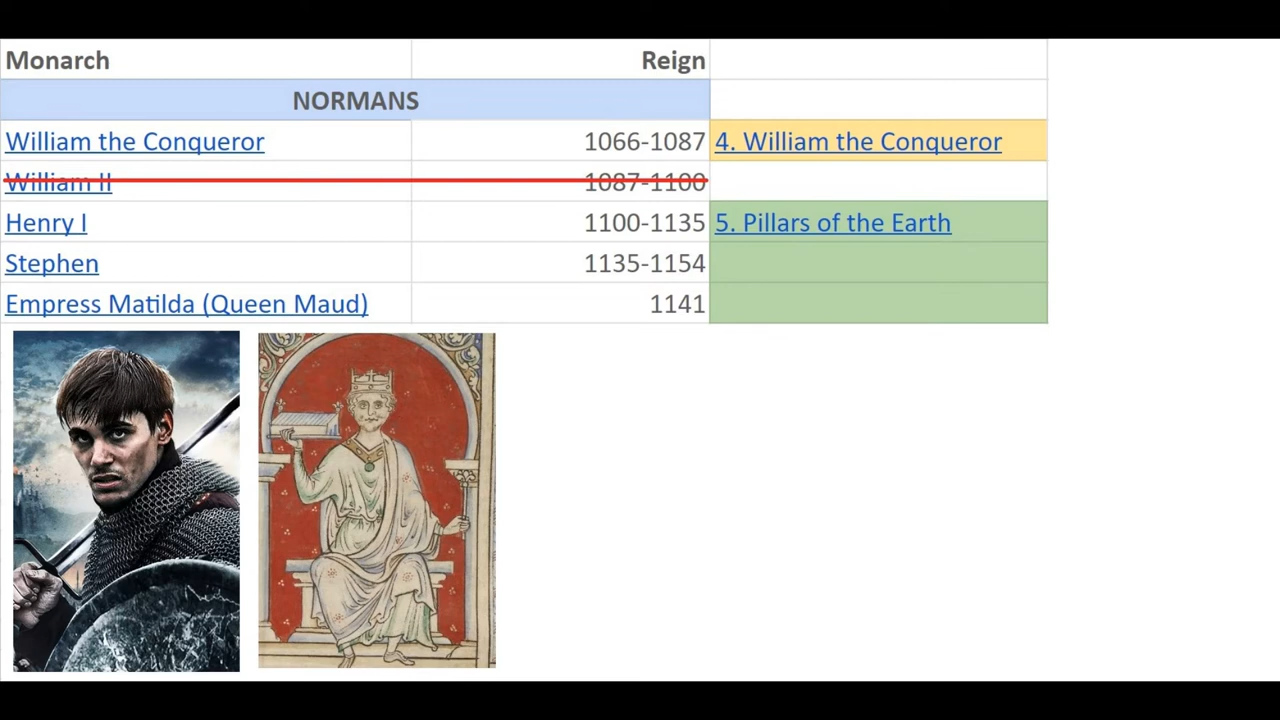 Monarch Reign
NORMANS
William the Conqueror 1066-1087 4. William the Conqueror
William II 1087-1100
Henry I 1100-1135 5. Pillars of the Earth
Stephen 1135-1154
Empress Matilda (Queen Maud) 1141